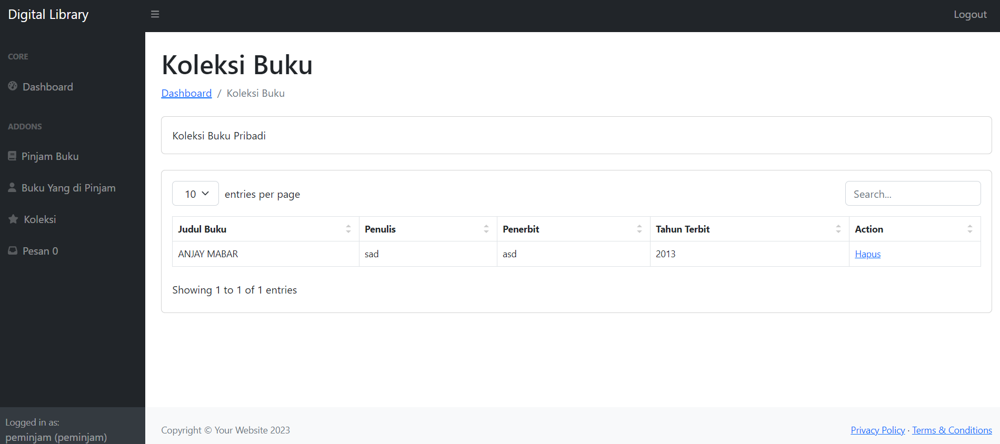 Digital Library
Logout
CORE
Dashboard
ADDONS
Pinjam Buku
Buku Yang di Pinjam
Koleksi
Pesan 0
Logged in as:
peminjam (peminjam)
Koleksi Buku
Dashboard / Koleksi Buku
Koleksi Buku Pribadi
10 entries per page
Search...
Judul Buku Penulis Penerbit Tahun Terbit Action
ANJAY MABAR sad asd 2013 Hapus
Showing 1 to 1 of 1 entries
Copyright © Your Website 2023
Privacy Policy · Terms & Conditions